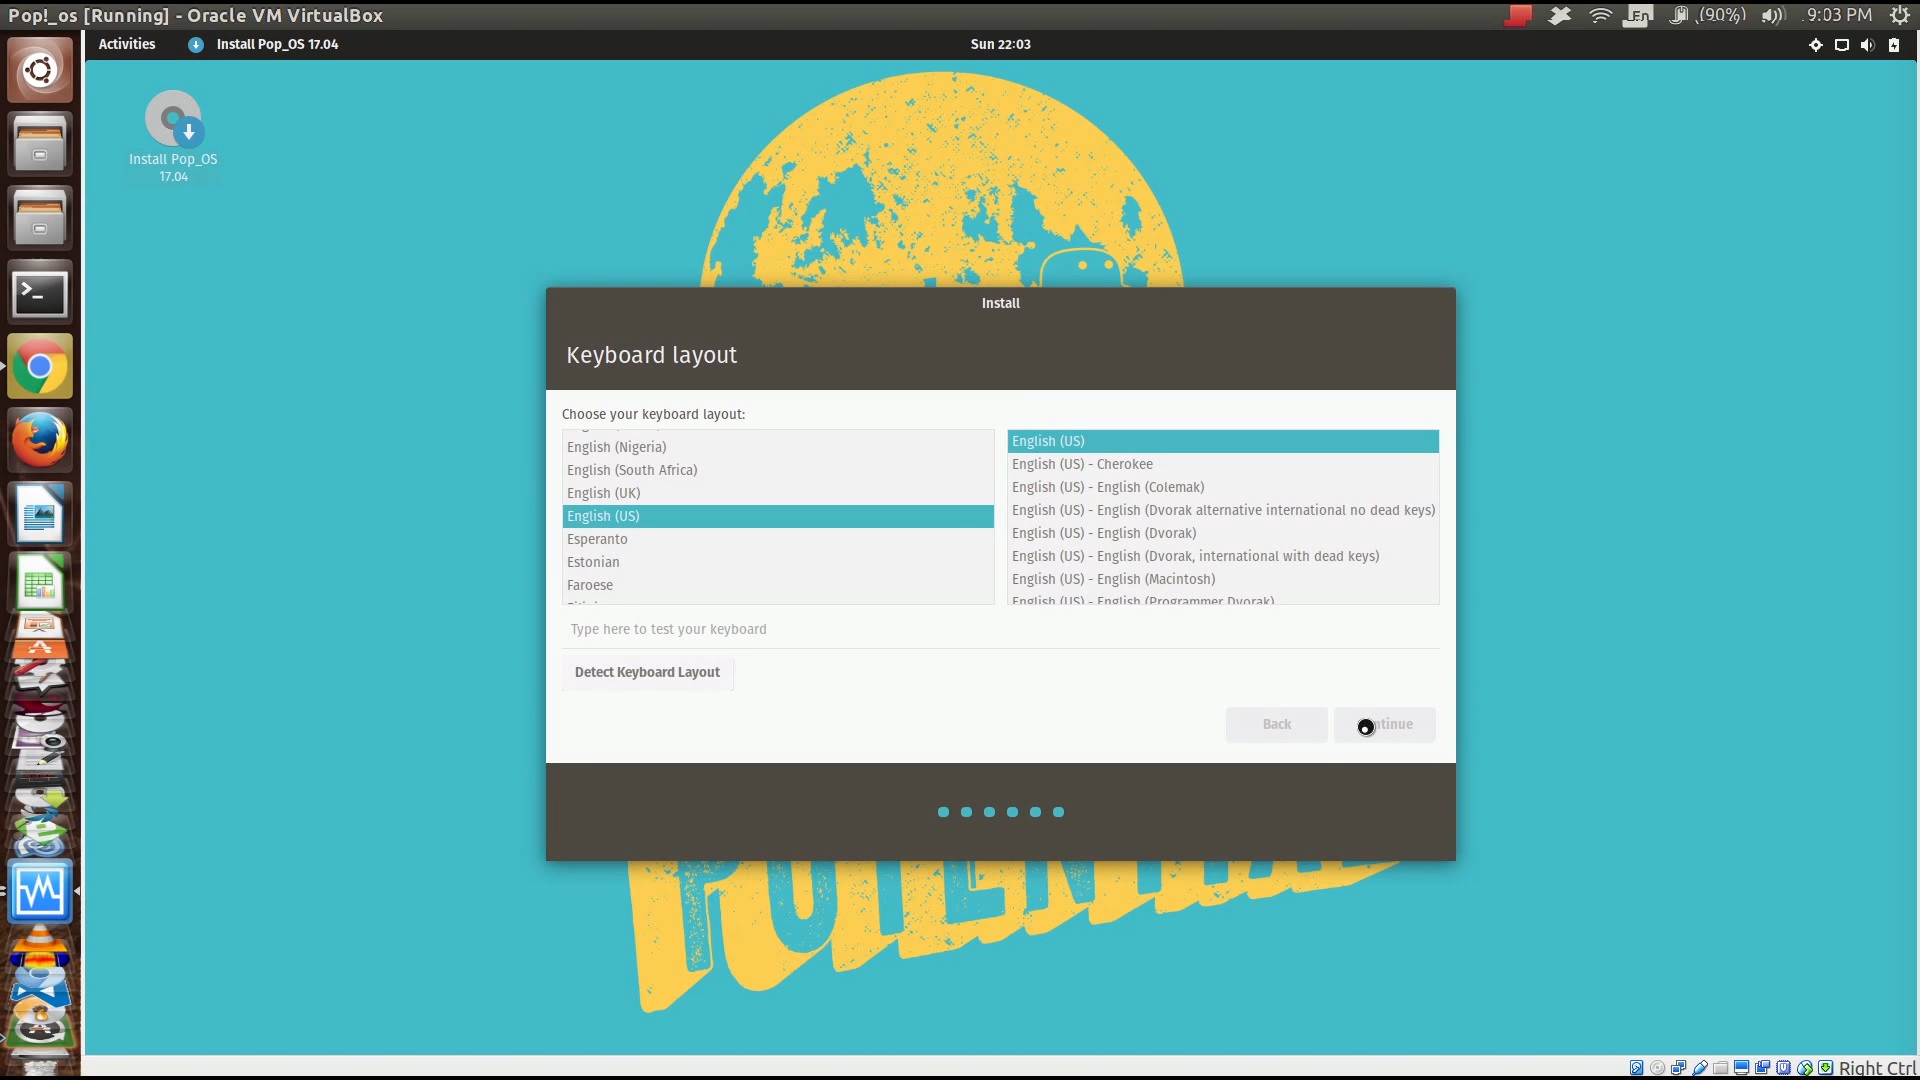 Pop!_os [Running] - Oracle VM VirtualBox
En (90%) 9:03 PM
Activities Install Pop_OS 17.04 Sun 22:03
Install Pop_OS
17.04
Install
Keyboard layout
Choose your keyboard layout:
English (Nigeria)
English (South Africa)
English (UK)
English (US)
Esperanto
Estonian
Faroese
English (US)
English (US) - Cherokee
English (US) - English (Colemak)
English (US) - English (Dvorak alternative international no dead keys)
English (US) - English (Dvorak)
English (US) - English (Dvorak, international with dead keys)
English (US) - English (Macintosh)
English (US) - English (Programmer Dvorak)
Type here to test your keyboard
Detect Keyboard Layout
Back
Right Ctrl